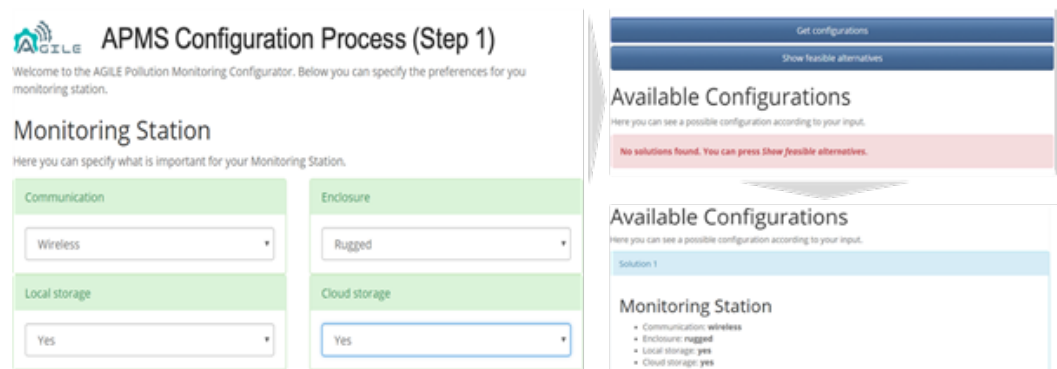 AGILE
APMS Configuration Process (Step 1)
Welcome to the AGILE Pollution Monitoring Configurator. Below you can specify the preferences for you
monitoring station.
Monitoring Station
Here you can specify what is important for your Monitoring Station.
Communication
Enclosure
Wireless
Rugged
Local storage
Cloud storage
Yes
Yes
Get configurations
Show feasible alternatives
Available Configurations
Here you can see a possible configuration according to your input.
No solutions found. You can press Show feasible alternatives.
Available Configurations
Here you can see a possible configuration according to your input.
Solution 1
Monitoring Station
• Communication: wireless
• Enclosure: rugged
• Local storage: yes
• Cloud storage: yes